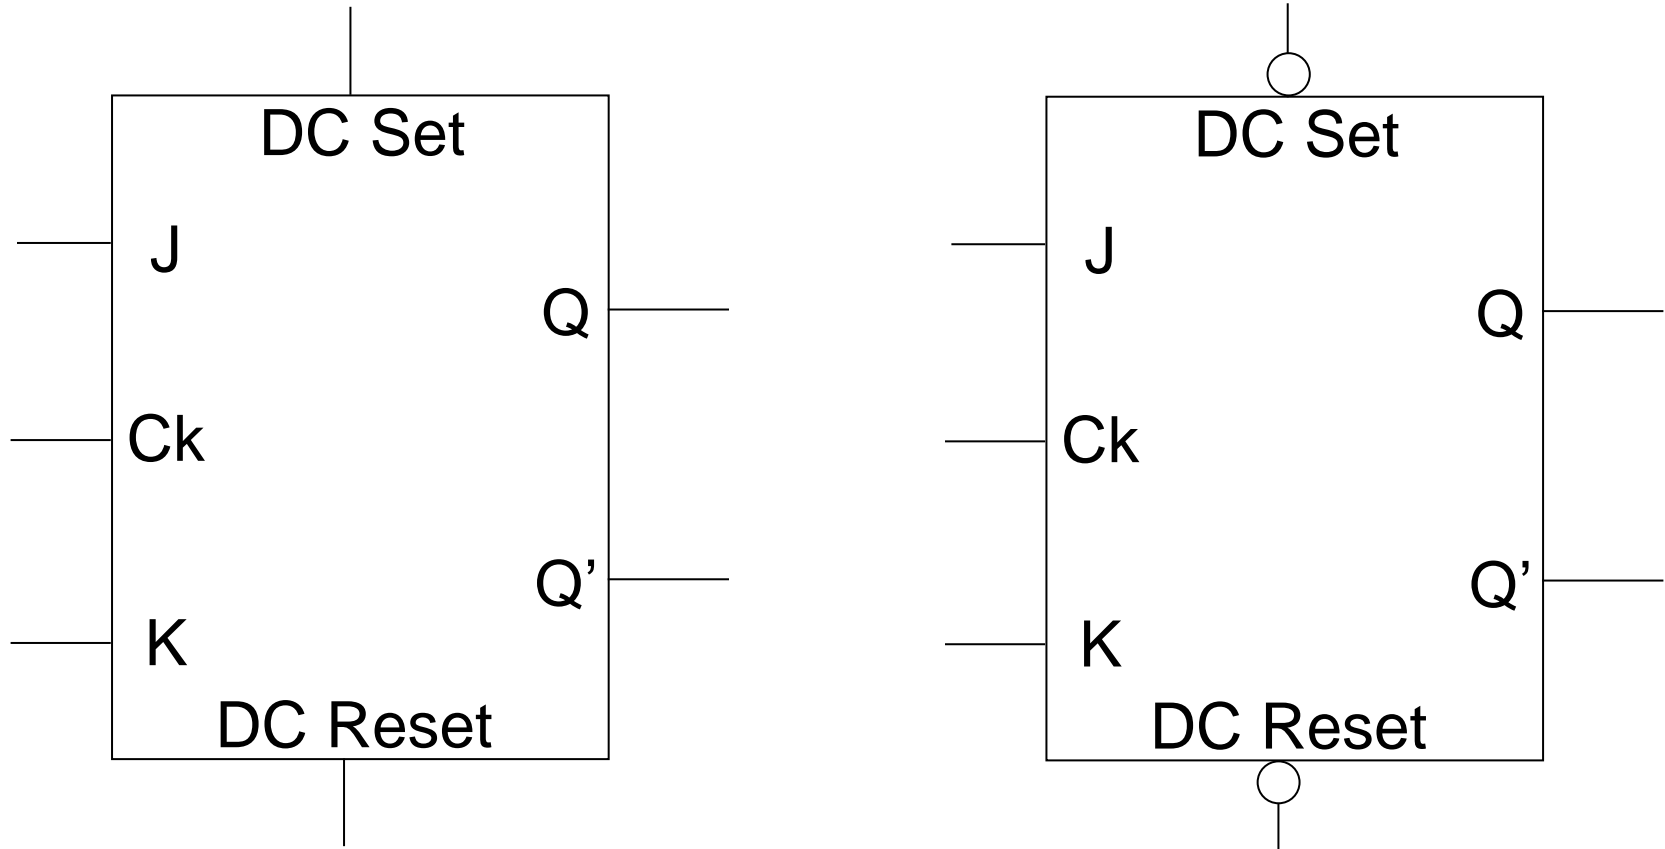 DC Set
J
Q
Ck
Q’
K
DC Reset
DC Set
J
Q
Ck
Q’
K
DC Reset